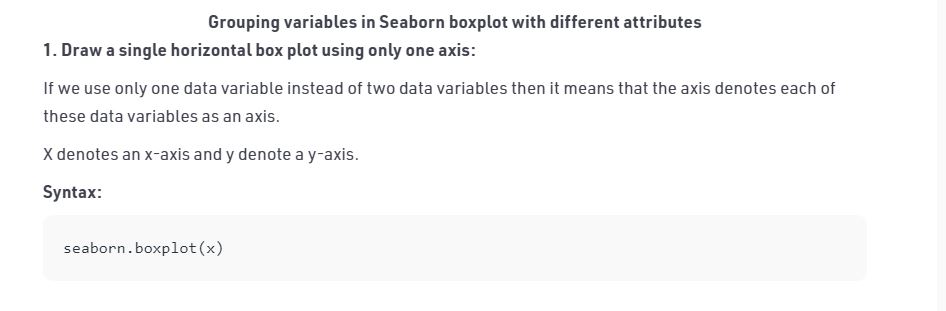 Grouping variables in Seaborn boxplot with different attributes
1. Draw a single horizontal box plot using only one axis:
If we use only one data variable instead of two data variables then it means that the axis denotes each of
these data variables as an axis.
X denotes an x-axis and y denote a y-axis.
Syntax:
seaborn.boxplot(x)